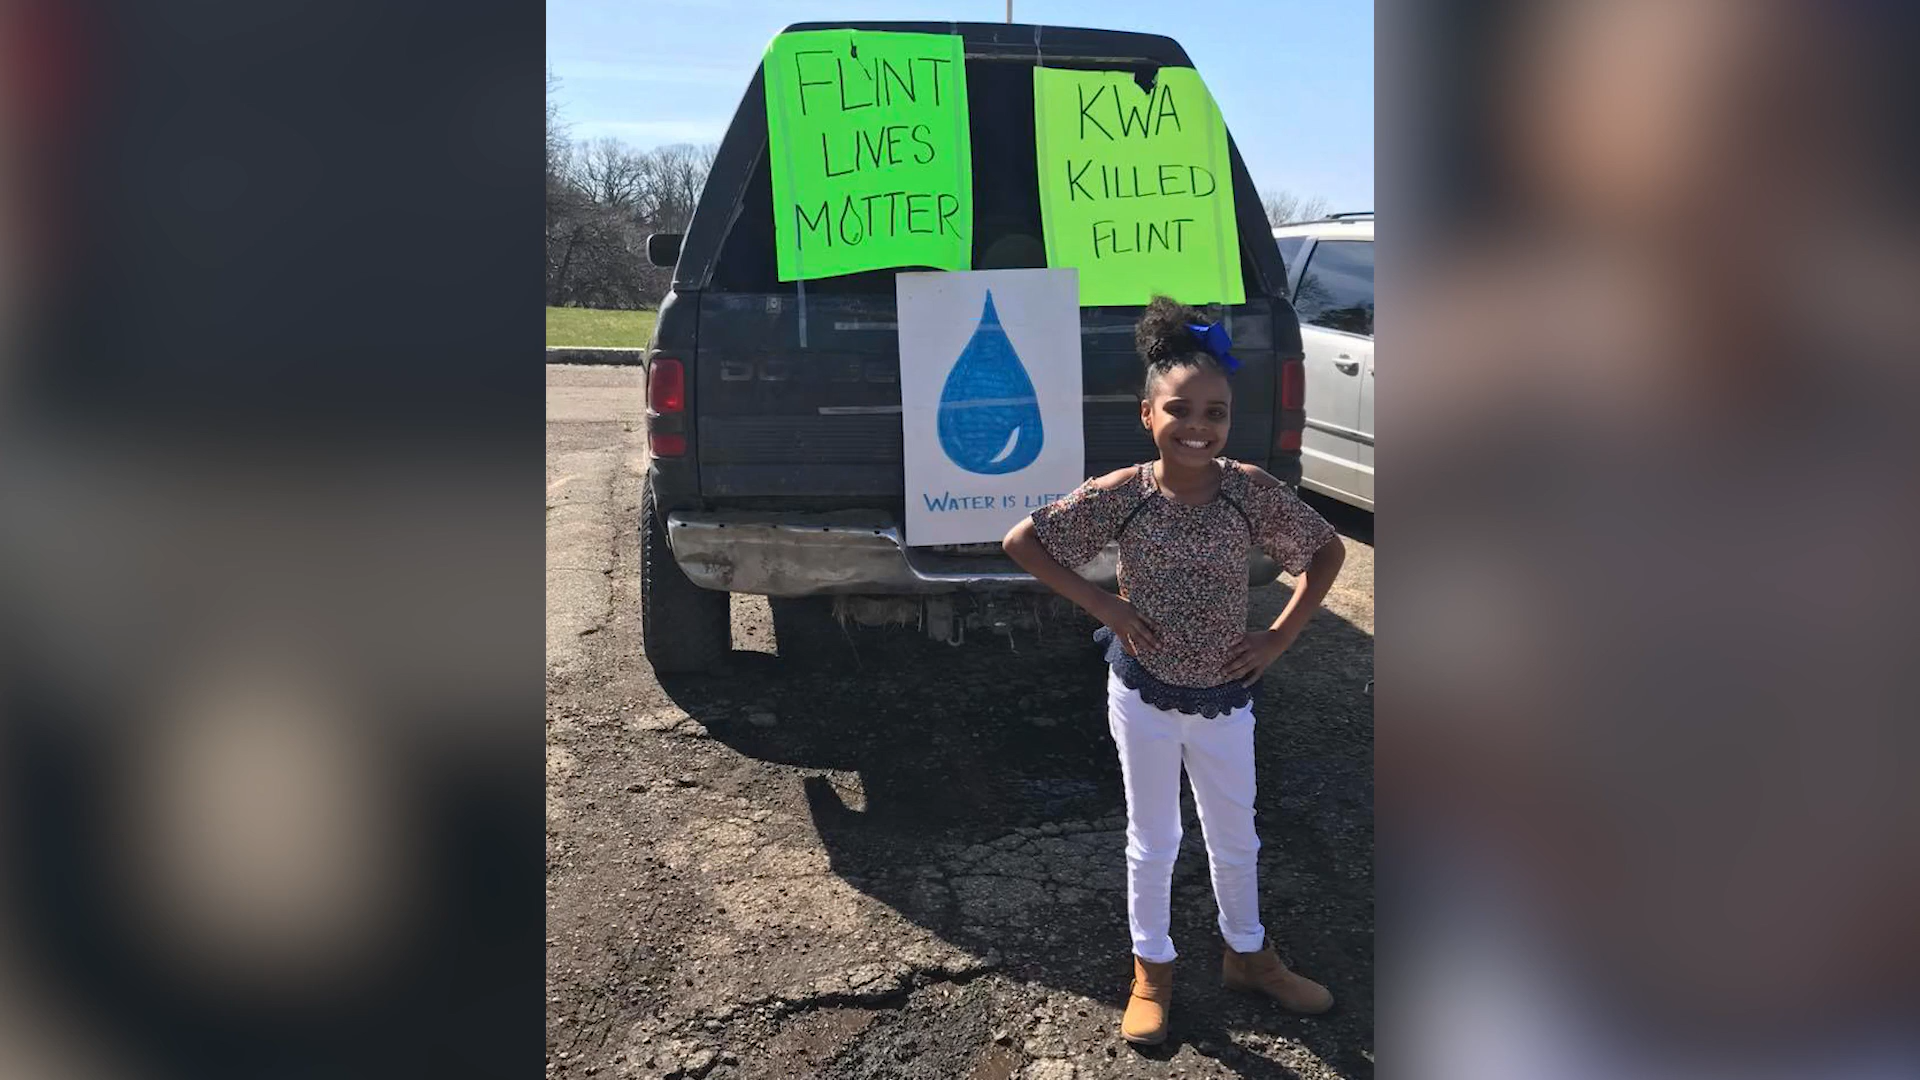 FLINT
LIVES
MATTER
KWA
KILLED
FLINT
WATER IS LIFE